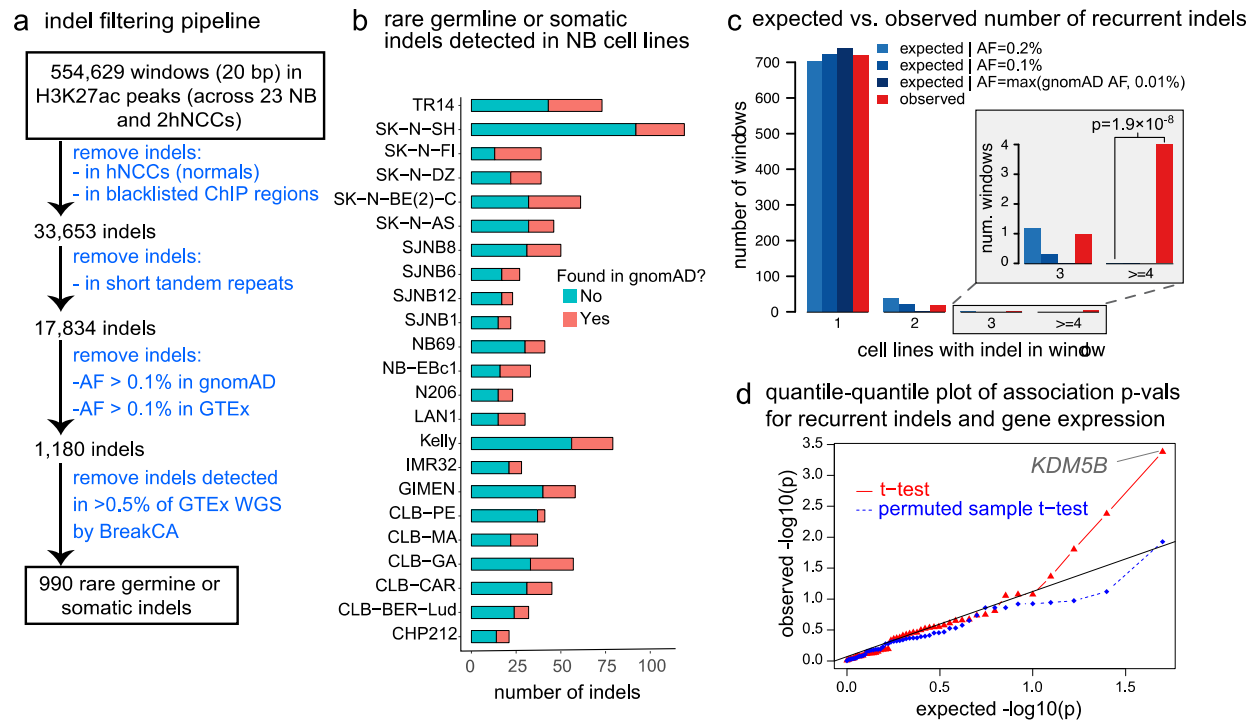 a indel filtering pipeline
554,629 windows (20 bp) in
H3K27ac peaks (across 23 NB
and 2hNCCs)
remove indels:
- in hNCCs (normals)
- in blacklisted ChIP regions
33,653 indels
remove indels:
- in short tandem repeats
17,834 indels
remove indels:
-AF > 0.1% in gnomAD
-AF > 0.1% in GTEx
1,180 indels
remove indels detected
in >0.5% of GTEx WGS
by BreakCA
990 rare germine or
somatic indels
b rare germline or somatic
indels detected in NB cell lines
TR14
SK-N-SH
SK-N-FI
SK-N-DZ
SK-N-BE(2)-C
SK-N-AS
SJNB8
SJNB6
SJNB12
SJNB1
NB69
NB-EBc1
N206
LAN1
Kelly
IMR32
GIMEN
CLB-PE
CLB-MA
CLB-GA
CLB-CAR
CLB-BER-Lud
CHP212
Found in gnomAD?
No
Yes
0 25 50 75 100
number of indels
c expected vs. observed number of recurrent indels
expected | AF=0.2%
expected | AF=0.1%
expected | AF=max(gnomAD AF, 0.01%)
observed
number of windows
700
600
500
400
300
200
100
0
1 2 3 >=4
cell lines with indel in window
p=1.9×10-8
num. windows
4
3
2
1
0
3 >=4
d quantile-quantile plot of association p-vals
for recurrent indels and gene expression
KDM5B
t-test
permuted sample t-test
observed -log10(p)
3.5
3.0
2.5
2.0
1.5
1.0
0.5
0.0
0.0 0.5 1.0 1.5
expected -log10(p)